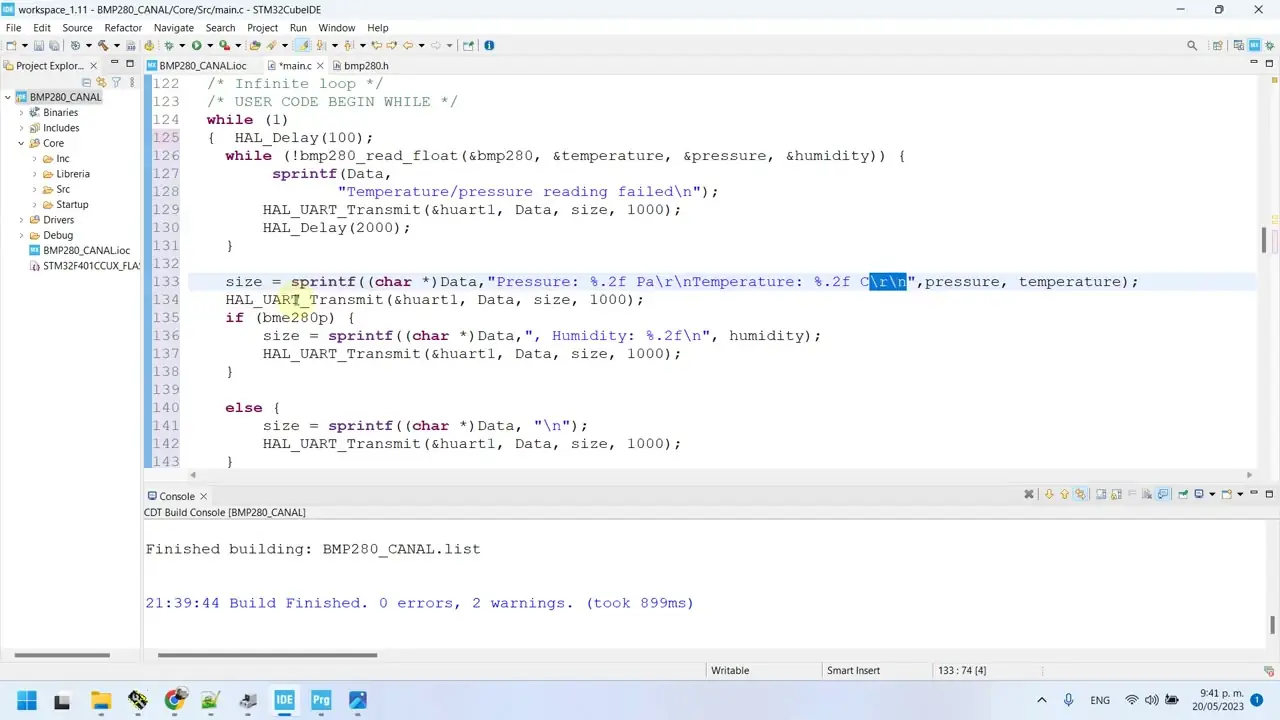 IDE workspace_1.11 - BMP280_CANAL/Core/Src/main.c - STM32CubeIDE
File Edit Source Refactor Navigate Search Project Run Window Help
Project Explor...
MX BMP280_CANAL.ioc
*main.c
bmp280.h
BMP280_CANAL
Binaries
Includes
Core
Inc
Libreria
Src
Startup
Drivers
Debug
BMP280_CANAL.ioc
STM32F401CCUX_FLAS
122 /* Infinite loop */
123 /* USER CODE BEGIN WHILE */
124 while (1)
125 { HAL_Delay(100);
126 while (!bmp280_read_float(&bmp280, &temperature, &pressure, &humidity)) {
127 sprintf(Data,
128 "Temperature/pressure reading failed\n");
129 HAL_UART_Transmit(&huart1, Data, size, 1000);
130 HAL_Delay(2000);
131 }
132
133 size = sprintf((char *)Data,"Pressure: %.2f Pa\r\nTemperature: %.2f C\r\n",pressure, temperature);
134 HAL_UART_Transmit(&huart1, Data, size, 1000);
135 if (bme280p) {
136 size = sprintf((char *)Data,", Humidity: %.2f\n", humidity);
137 HAL_UART_Transmit(&huart1, Data, size, 1000);
138 }
139
140 else {
141 size = sprintf((char *)Data, "\n");
142 HAL_UART_Transmit(&huart1, Data, size, 1000);
143 }
Console
CDT Build Console [BMP280_CANAL]
Finished building: BMP280_CANAL.list
21:39:44 Build Finished. 0 errors, 2 warnings. (took 899ms)
Writable Smart Insert 133 : 74 [4]
IDE Prg ENG 9:41 p. m.
20/05/2023 1